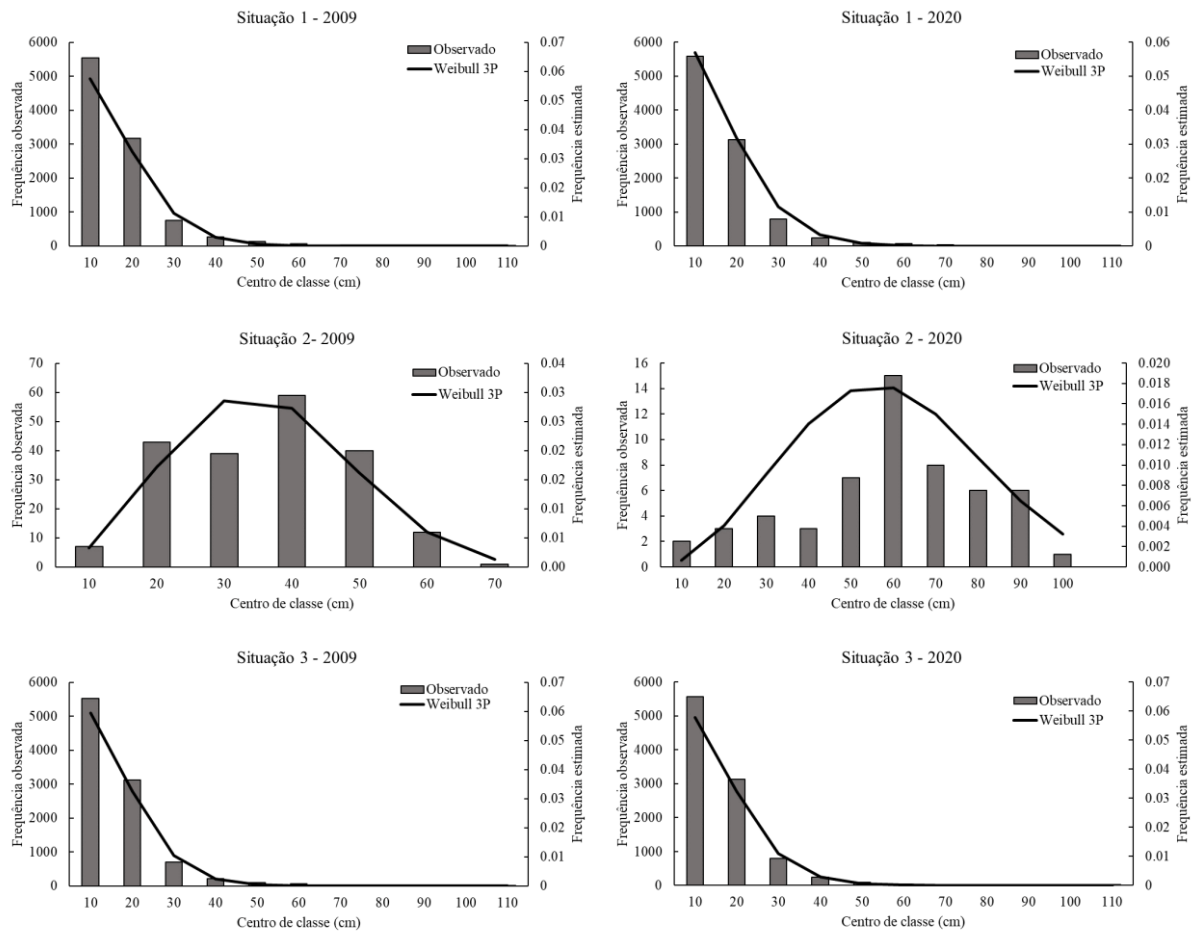 Situação 1 - 2009
Frequência observada
6000
5000
4000
3000
2000
1000
0
Observado
Weibull 3P
0.07
0.06
0.05
0.04
0.03
0.02
0.01
0
Frequência estimada
10 20 30 40 50 60 70 80 90 100 110
Centro de classe (cm)
Situação 1 - 2020
Frequência observada
6000
5000
4000
3000
2000
1000
0
Observado
Weibull 3P
0.06
0.05
0.04
0.03
0.02
0.01
0
Frequência estimada
10 20 30 40 50 60 70 80 90 100 110
Centro de classe (cm)
Situação 2- 2009
Frequência observada
70
60
50
40
30
20
10
0
Observado
Weibull 3P
0.04
0.03
0.03
0.02
0.02
0.01
0.01
0.00
Frequência estimada
10 20 30 40 50 60 70
Centro de classe (cm)
Situação 2 - 2020
Frequêmcia observada
16
14
12
10
8
6
4
2
0
Observado
Weibull 3P
0.020
0.018
0.016
0.014
0.012
0.010
0.008
0.006
0.004
0.002
0.000
Frequência estimada
10 20 30 40 50 60 70 80 90 100
Centro de classe (cm)
Situação 3 - 2009
Frequência observada
6000
5000
4000
3000
2000
1000
0
Observado
Weibull 3P
0.07
0.06
0.05
0.04
0.03
0.02
0.01
0
Frequência estimada
10 20 30 40 50 60 70 80 90 100 110
Centro de classe (cm)
Situação 3 - 2020
Frequência observada
6000
5000
4000
3000
2000
1000
0
Observado
Weibull 3P
0.07
0.06
0.05
0.04
0.03
0.02
0.01
0
Frequência estimada
10 20 30 40 50 60 70 80 90 100 110
Centro de classe (cm)